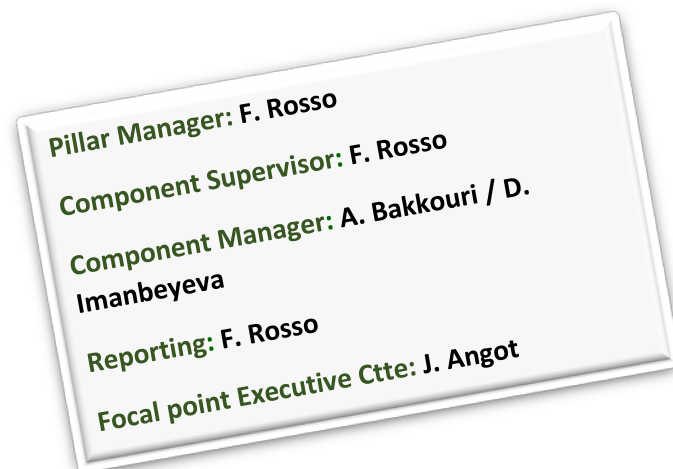 Pillar Manager: F. Rosso
Component Supervisor: F. Rosso
Component Manager: A. Bakkouri / D.
Imanbeyeva
Reporting: F. Rosso
Focal point Executive Ctte: J. Angot